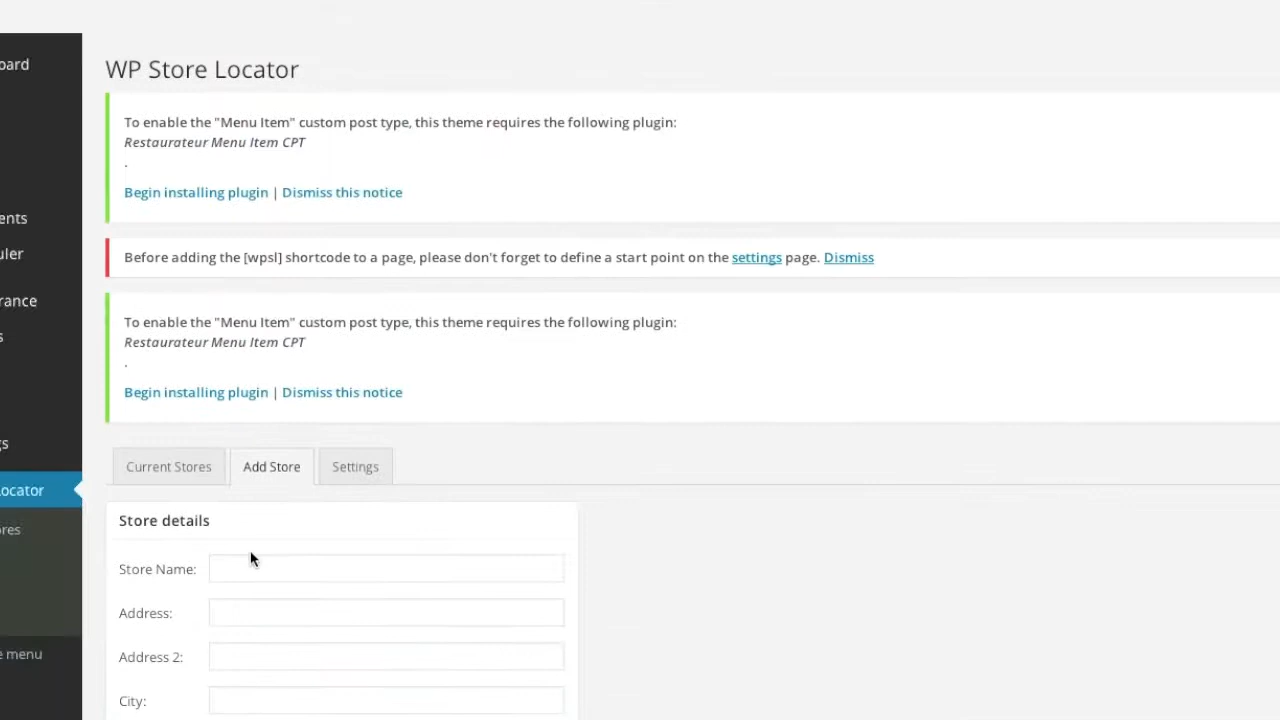 WP Store Locator
To enable the "Menu Item" custom post type, this theme requires the following plugin:
Restaurateur Menu Item CPT
.
Begin installing plugin | Dismiss this notice
Before adding the [wpsl] shortcode to a page, please don't forget to define a start point on the settings page. Dismiss
To enable the "Menu Item" custom post type, this theme requires the following plugin:
Restaurateur Menu Item CPT
.
Begin installing plugin | Dismiss this notice
oard
ents
uler
rance
s
gs
ocator
ores
e menu
Current Stores
Add Store
Settings
Store details
Store Name:
Address:
Address 2:
City: